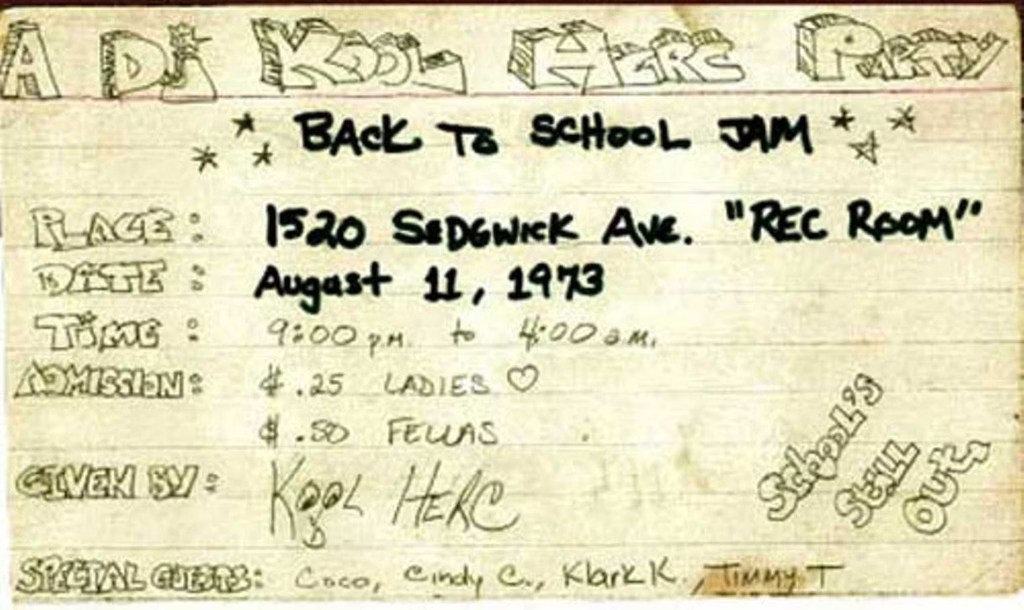 A DJ KOOL HERC PARTY
BACK TO SCHOOL JAM
PLACE: 1520 SEDGWICK AVE. "REC ROOM"
DATE: August 11, 1973
TIME: 9:00 pm. to 4:00 am.
ADMISSION: $.25 LADIES ♡
$.50 FELLAS
GIVEN BY: KOOL HERC
SCHOOL'S
STILL
OUT
SPECIAL GUESTS: Coco, Cindy C., Klark K., TIMMY T